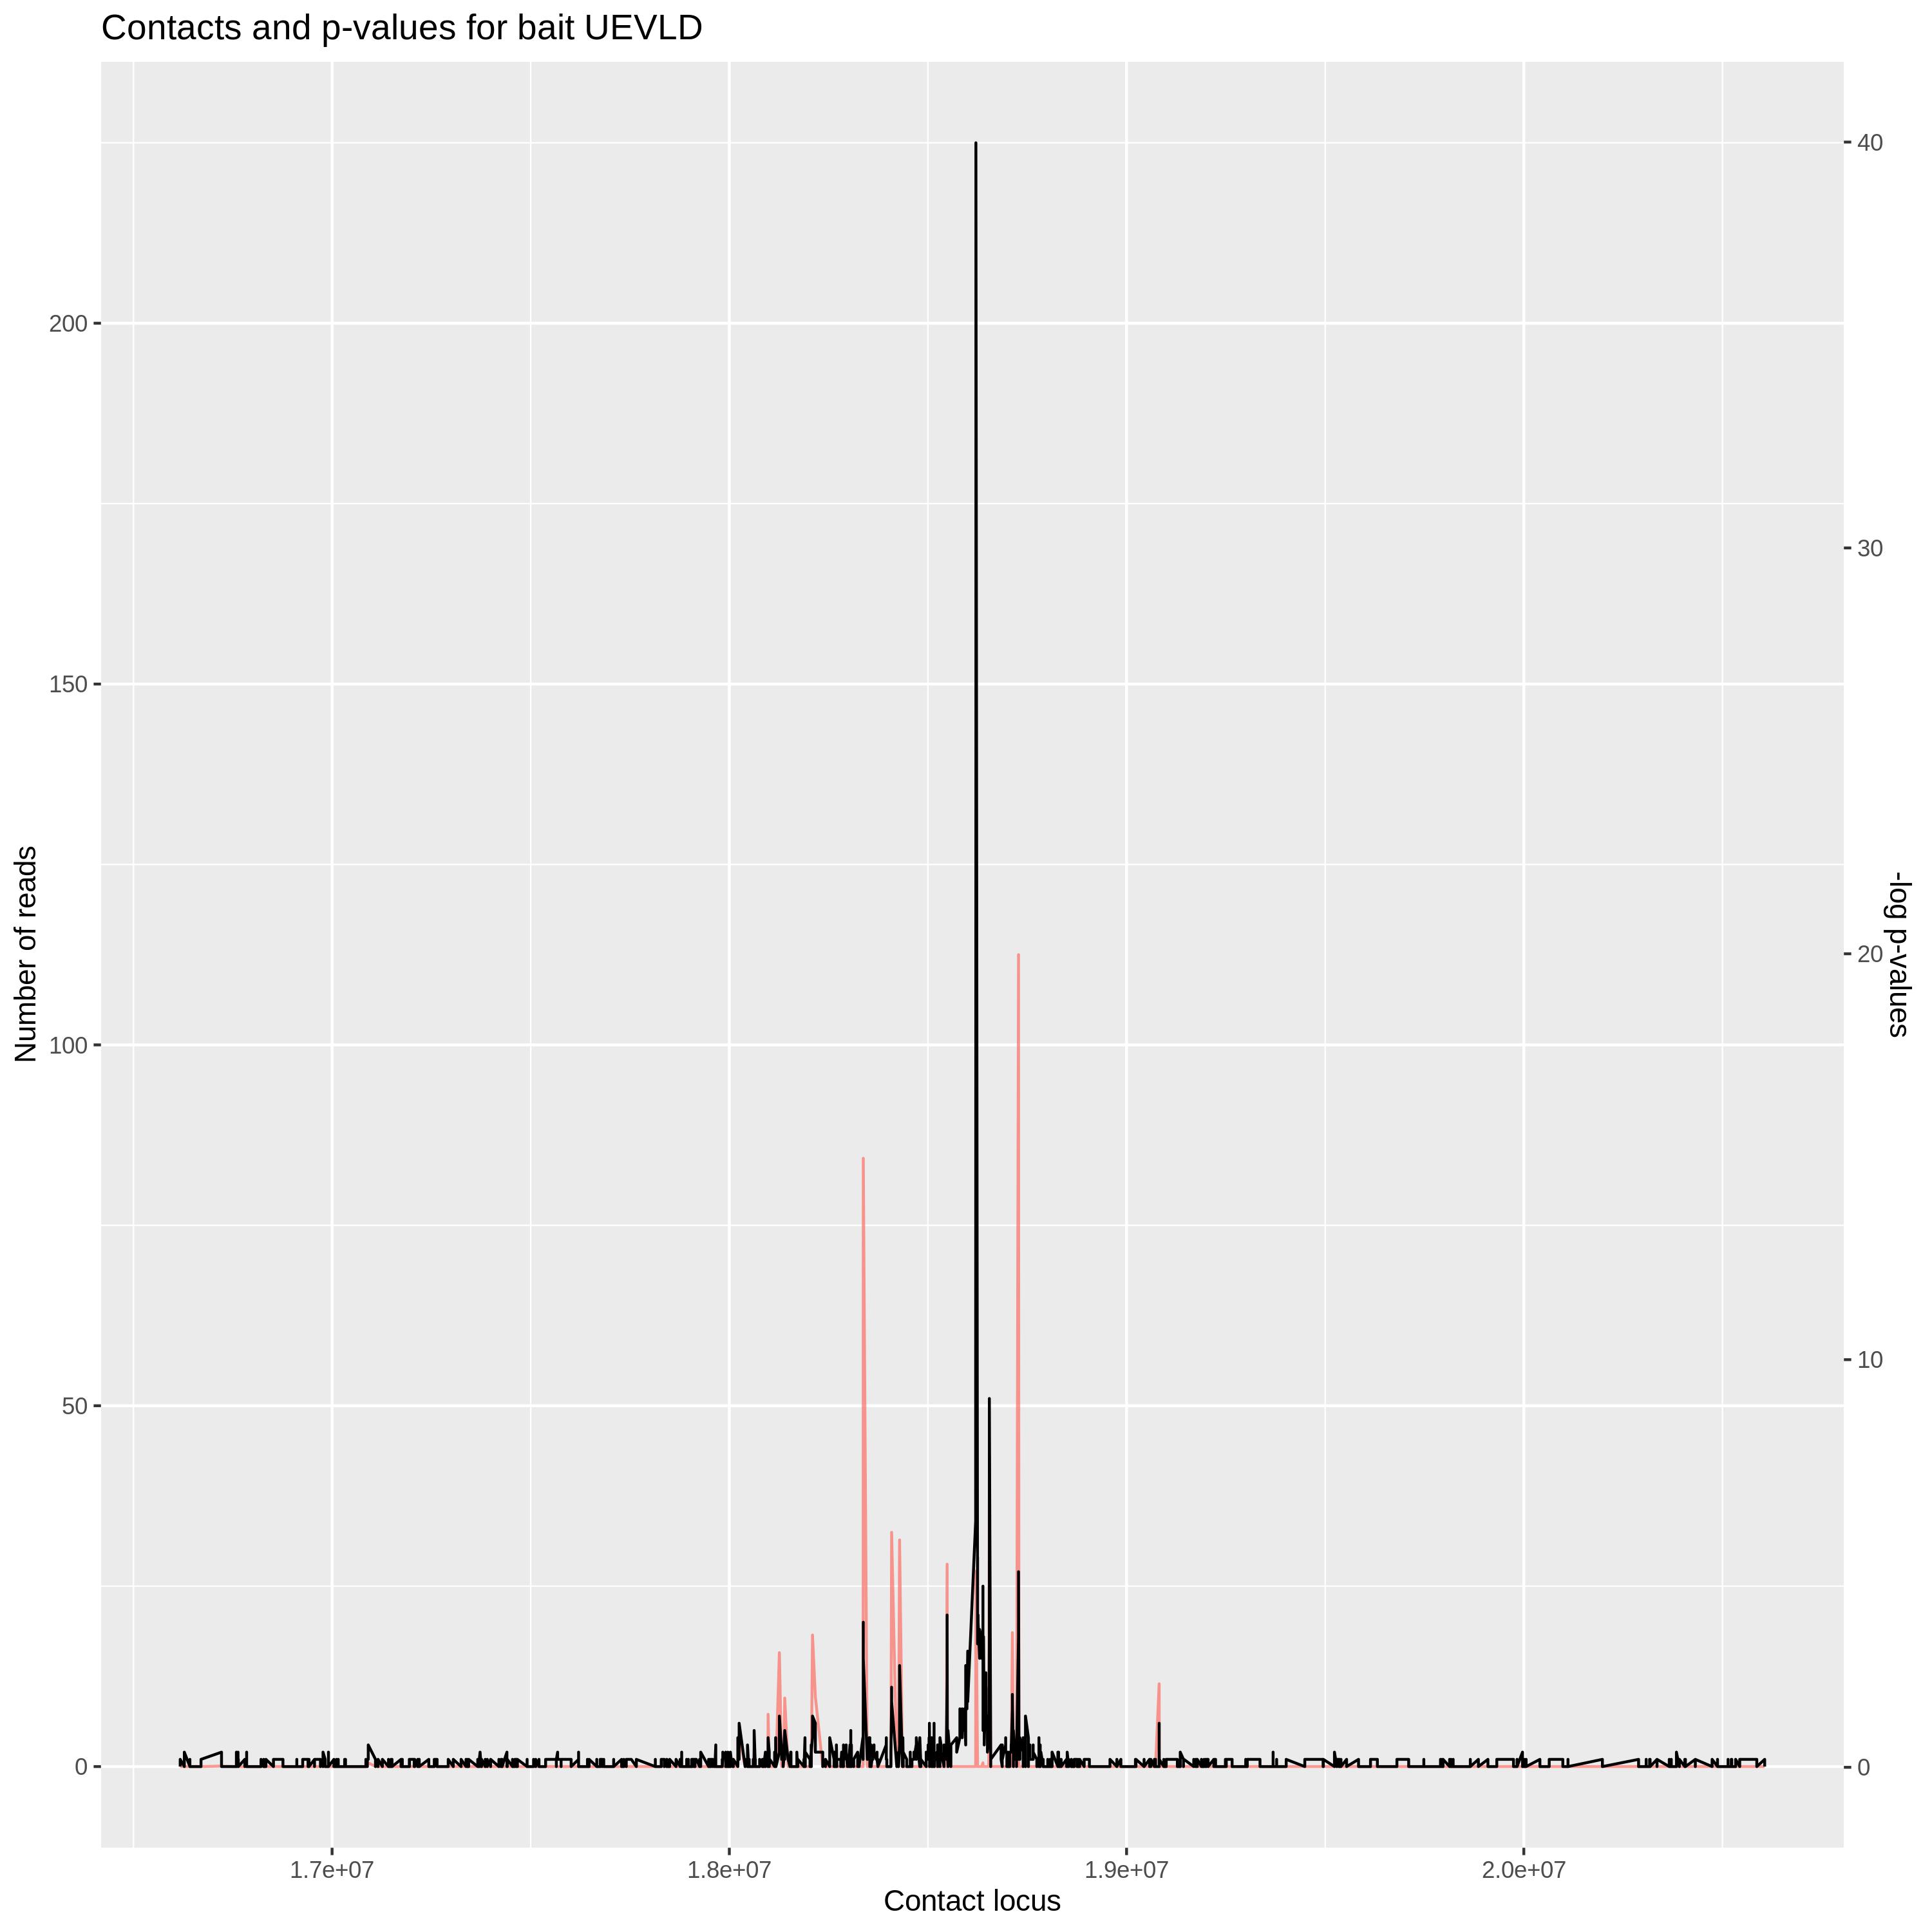 Contacts and p-values for bait UEVLD
Number of reads
200
150
100
50
0
40
30
20
10
0
-log p-values
1.7e+07
1.8e+07
1.9e+07
2.0e+07
Contact locus